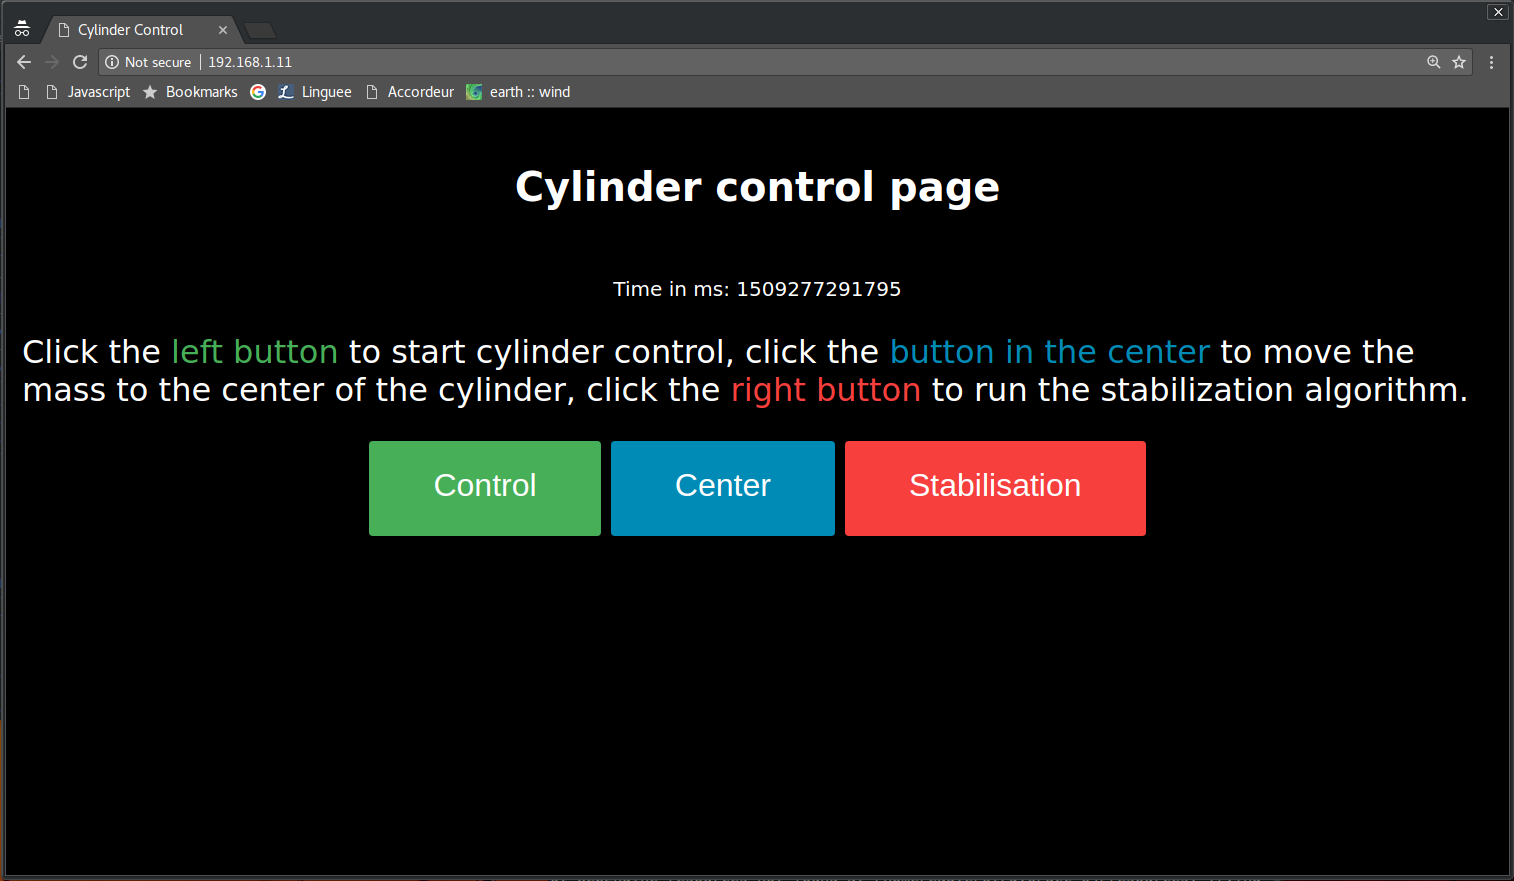 Cylinder Control
Not secure | 192.168.1.11
Javascript Bookmarks Linguee Accordeur earth :: wind
Cylinder control page
Time in ms: 1509277291795
Click the left button to start cylinder control, click the button in the center to move the
mass to the center of the cylinder, click the right button to run the stabilization algorithm.
Control Center Stabilisation